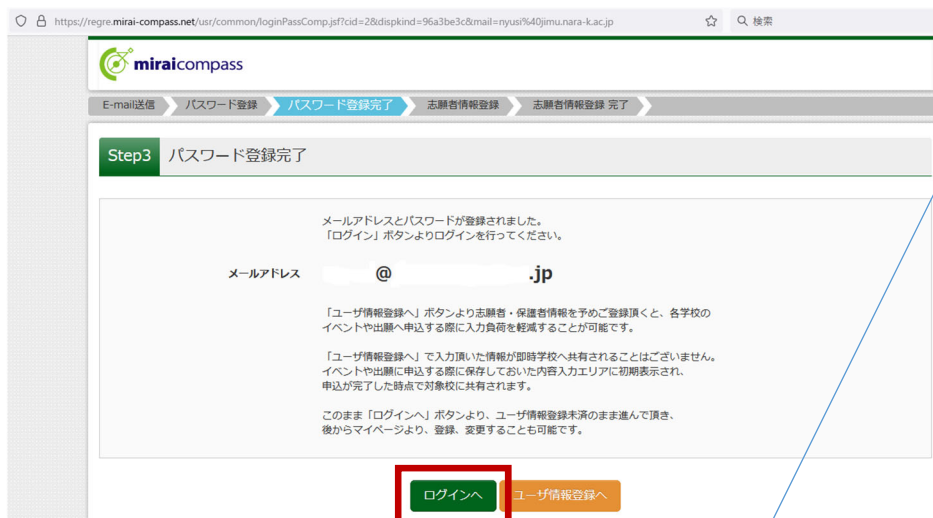 https://regre.mirai-compass.net/usr/common/loginPassComp.jsf?cid=2&dispkind=96a3be3c&mail=nyusi%40jimu.nara-k.ac.jp
検索
miraicompass
E-mail送信 パスワード登録 パスワード登録完了 志願者情報登録 志願者情報登録 完了
Step3 パスワード登録完了
メールアドレスとパスワードが登録されました。
「ログイン」ボタンよりログインを行ってください。
メールアドレス @ .jp
「ユーザ情報登録へ」ボタンより志願者・保護者情報を予めご登録頂くと、各学校の
イベントや出願へ申込する際に入力負荷を軽減することが可能です。
「ユーザ情報登録へ」で入力頂いた情報が即時学校へ共有されることはございません。
イベントや出願に申込する際に保存しておいた内容入力エリアに初期表示され、
申込が完了した時点で対象校に共有されます。
このまま「ログインへ」ボタンより、ユーザ情報登録未済のまま進んで頂き、
後からマイページより、登録、変更することも可能です。
ログインへ ユーザ情報登録へ